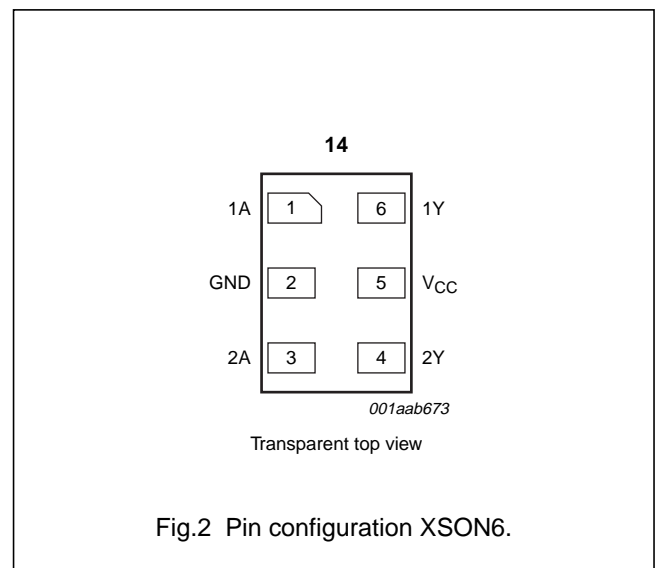 14
1A 1 6 1Y
GND 2 5 VCC
2A 3 4 2Y
001aab673
Transparent top view
Fig.2 Pin configuration XSON6.